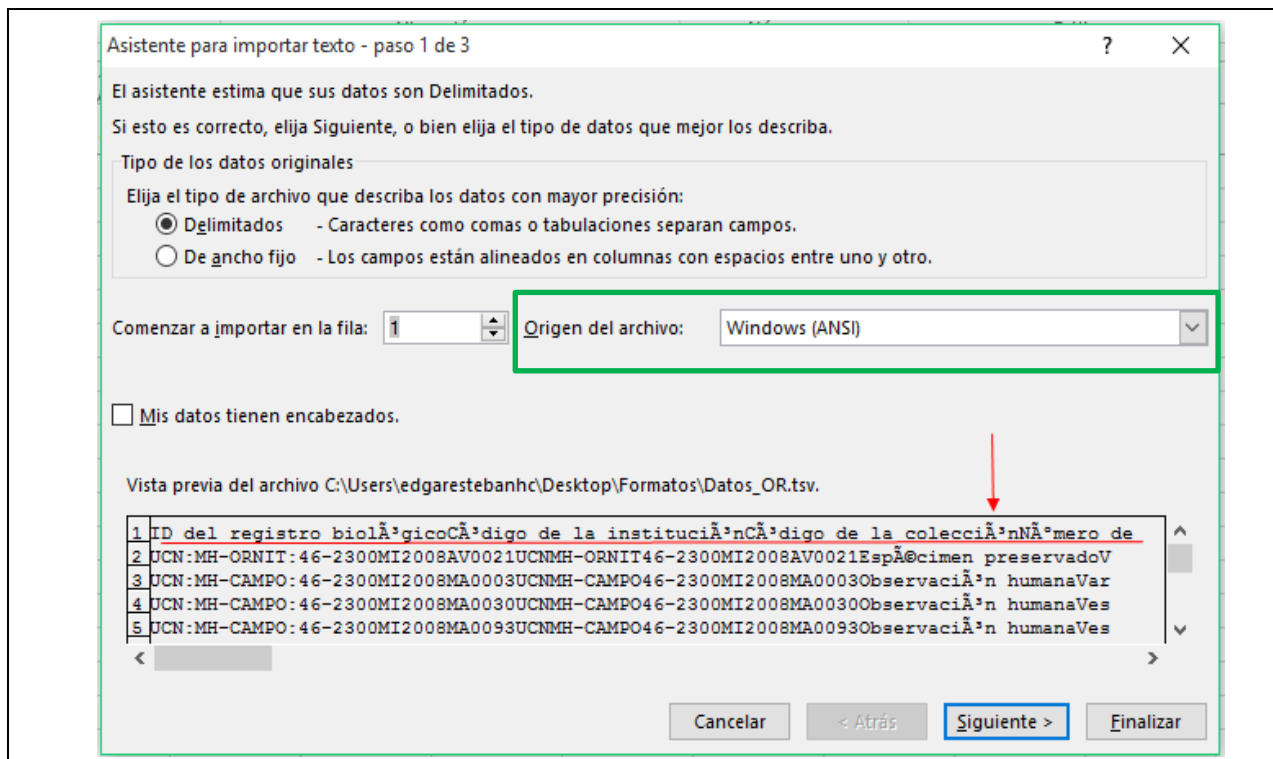 Asistente para importar texto - paso 1 de 3 ?
El asistente estima que sus datos son Delimitados.
Si esto es correcto, elija Siguiente, o bien elija el tipo de datos que mejor los describa.
Tipo de los datos originales
Elija el tipo de archivo que describa los datos con mayor precisión:
Delimitados - Caracteres como comas o tabulaciones separan campos.
De ancho fijo - Los campos están alineados en columnas con espacios entre uno y otro.
Comenzar a importar en la fila: 1 Origen del archivo: Windows (ANSI)
Mis datos tienen encabezados.
Vista previa del archivo C:\Users\edgarestebanhc\Desktop\Formatos\Datos_OR.tsv.
1 ID del registro biolÃ³gicoCÃ³digo de la instituciÃ³nCÃ³digo de la colecciÃ³nNÃºmero de
2 UCN:MH-ORNIT:46-2300MI2008AV0021UCNMH-ORNIT46-2300MI2008AV0021EspÃ©cimen preservadoV
3 UCN:MH-CAMPO:46-2300MI2008MA0003UCNMH-CAMPO46-2300MI2008MA0003ObservaciÃ³n humanaVar
4 UCN:MH-CAMPO:46-2300MI2008MA0030UCNMH-CAMPO46-2300MI2008MA0030ObservaciÃ³n humanaVes
5 UCN:MH-CAMPO:46-2300MI2008MA0093UCNMH-CAMPO46-2300MI2008MA0093ObservaciÃ³n humanaVes
Cancelar < Atrás Siguiente > Finalizar